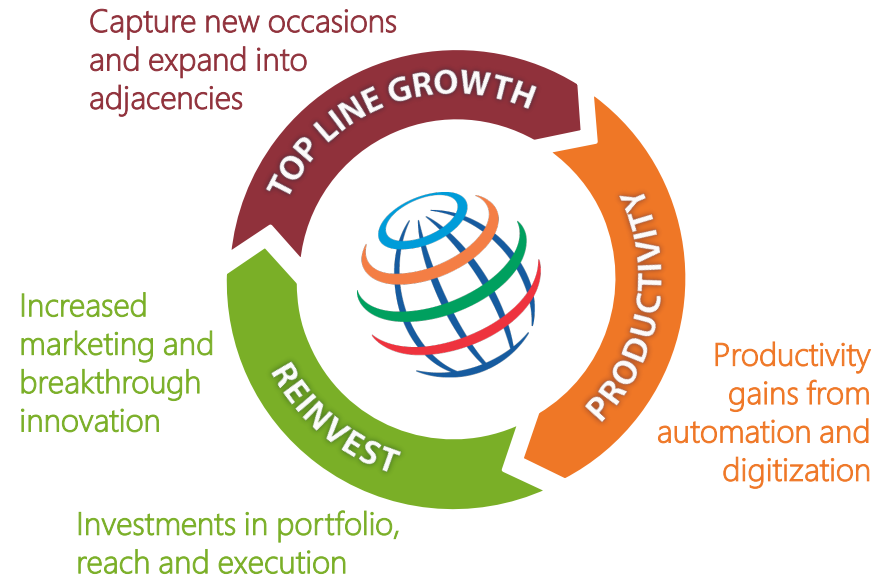 Capture new occasions
and expand into
adjacencies
TOP LINE GROWTH
PRODUCTIVITY
Productivity
gains from
automation and
digitization
REINVEST
Increased
marketing and
breakthrough
innovation
Investments in portfolio,
reach and execution